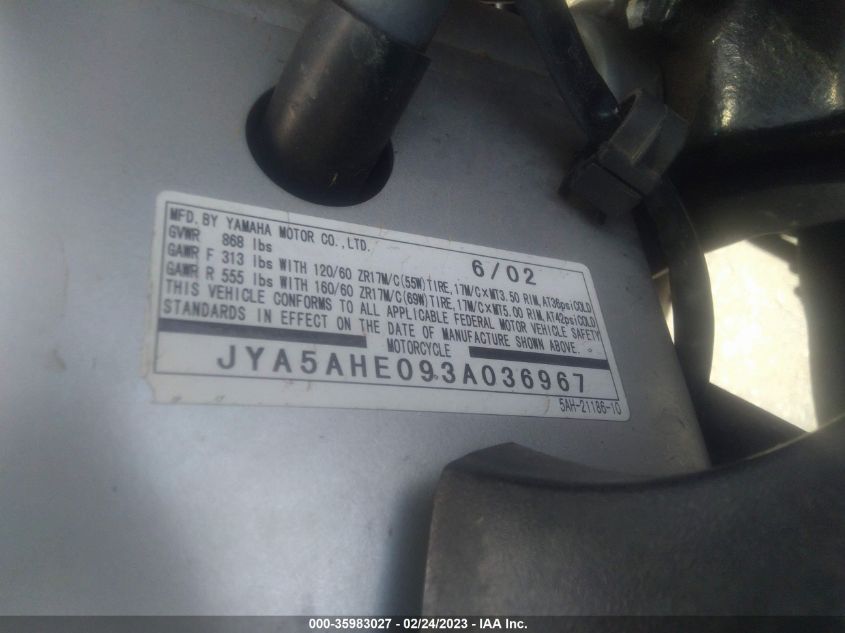 MFD. BY YAMAHA MOTOR CO., LTD. 6/02
GVWR 868 lbs
GAWR F 313 lbs WITH 120/60 ZR17M/C(55W)TIRE, 17M/C×MT3.50 RIM, AT36psi COLD
GAWR R 555 lbs WITH 160/60 ZR17M/C(69W)TIRE, 17M/C×MT5.00 RIM, AT42psi COLD
THIS VEHICLE CONFORMS TO ALL APPLICABLE FEDERAL MOTOR VEHICLE SAFETY
STANDARDS IN EFFECT ON THE DATE OF MANUFACTURE SHOWN ABOVE.
MOTORCYCLE
JYA5AHE093A036967
5AH-21186-10
000-35983027 - 02/24/2023 - IAA Inc.